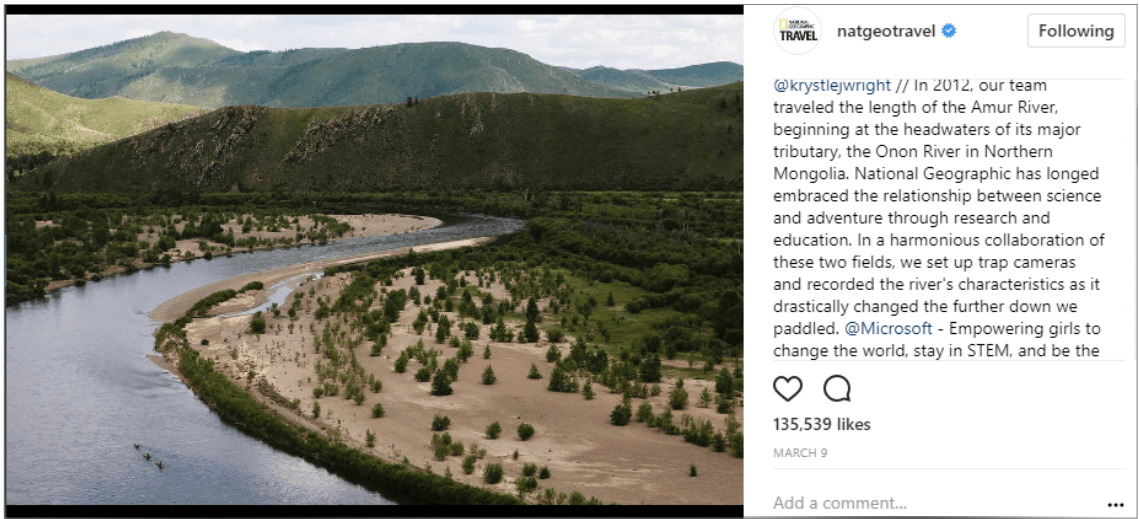 NATIONAL
GEOGRAPHIC
TRAVEL
natgeotravel
Following
@krystlejwright // In 2012, our team
traveled the length of the Amur River,
beginning at the headwaters of its major
tributary, the Onon River in Northern
Mongolia. National Geographic has longed
embraced the relationship between science
and adventure through research and
education. In a harmonious collaboration of
these two fields, we set up trap cameras
and recorded the river's characteristics as it
drastically changed the further down we
paddled. @Microsoft - Empowering girls to
change the world, stay in STEM, and be the
135,539 likes
MARCH 9
Add a comment...